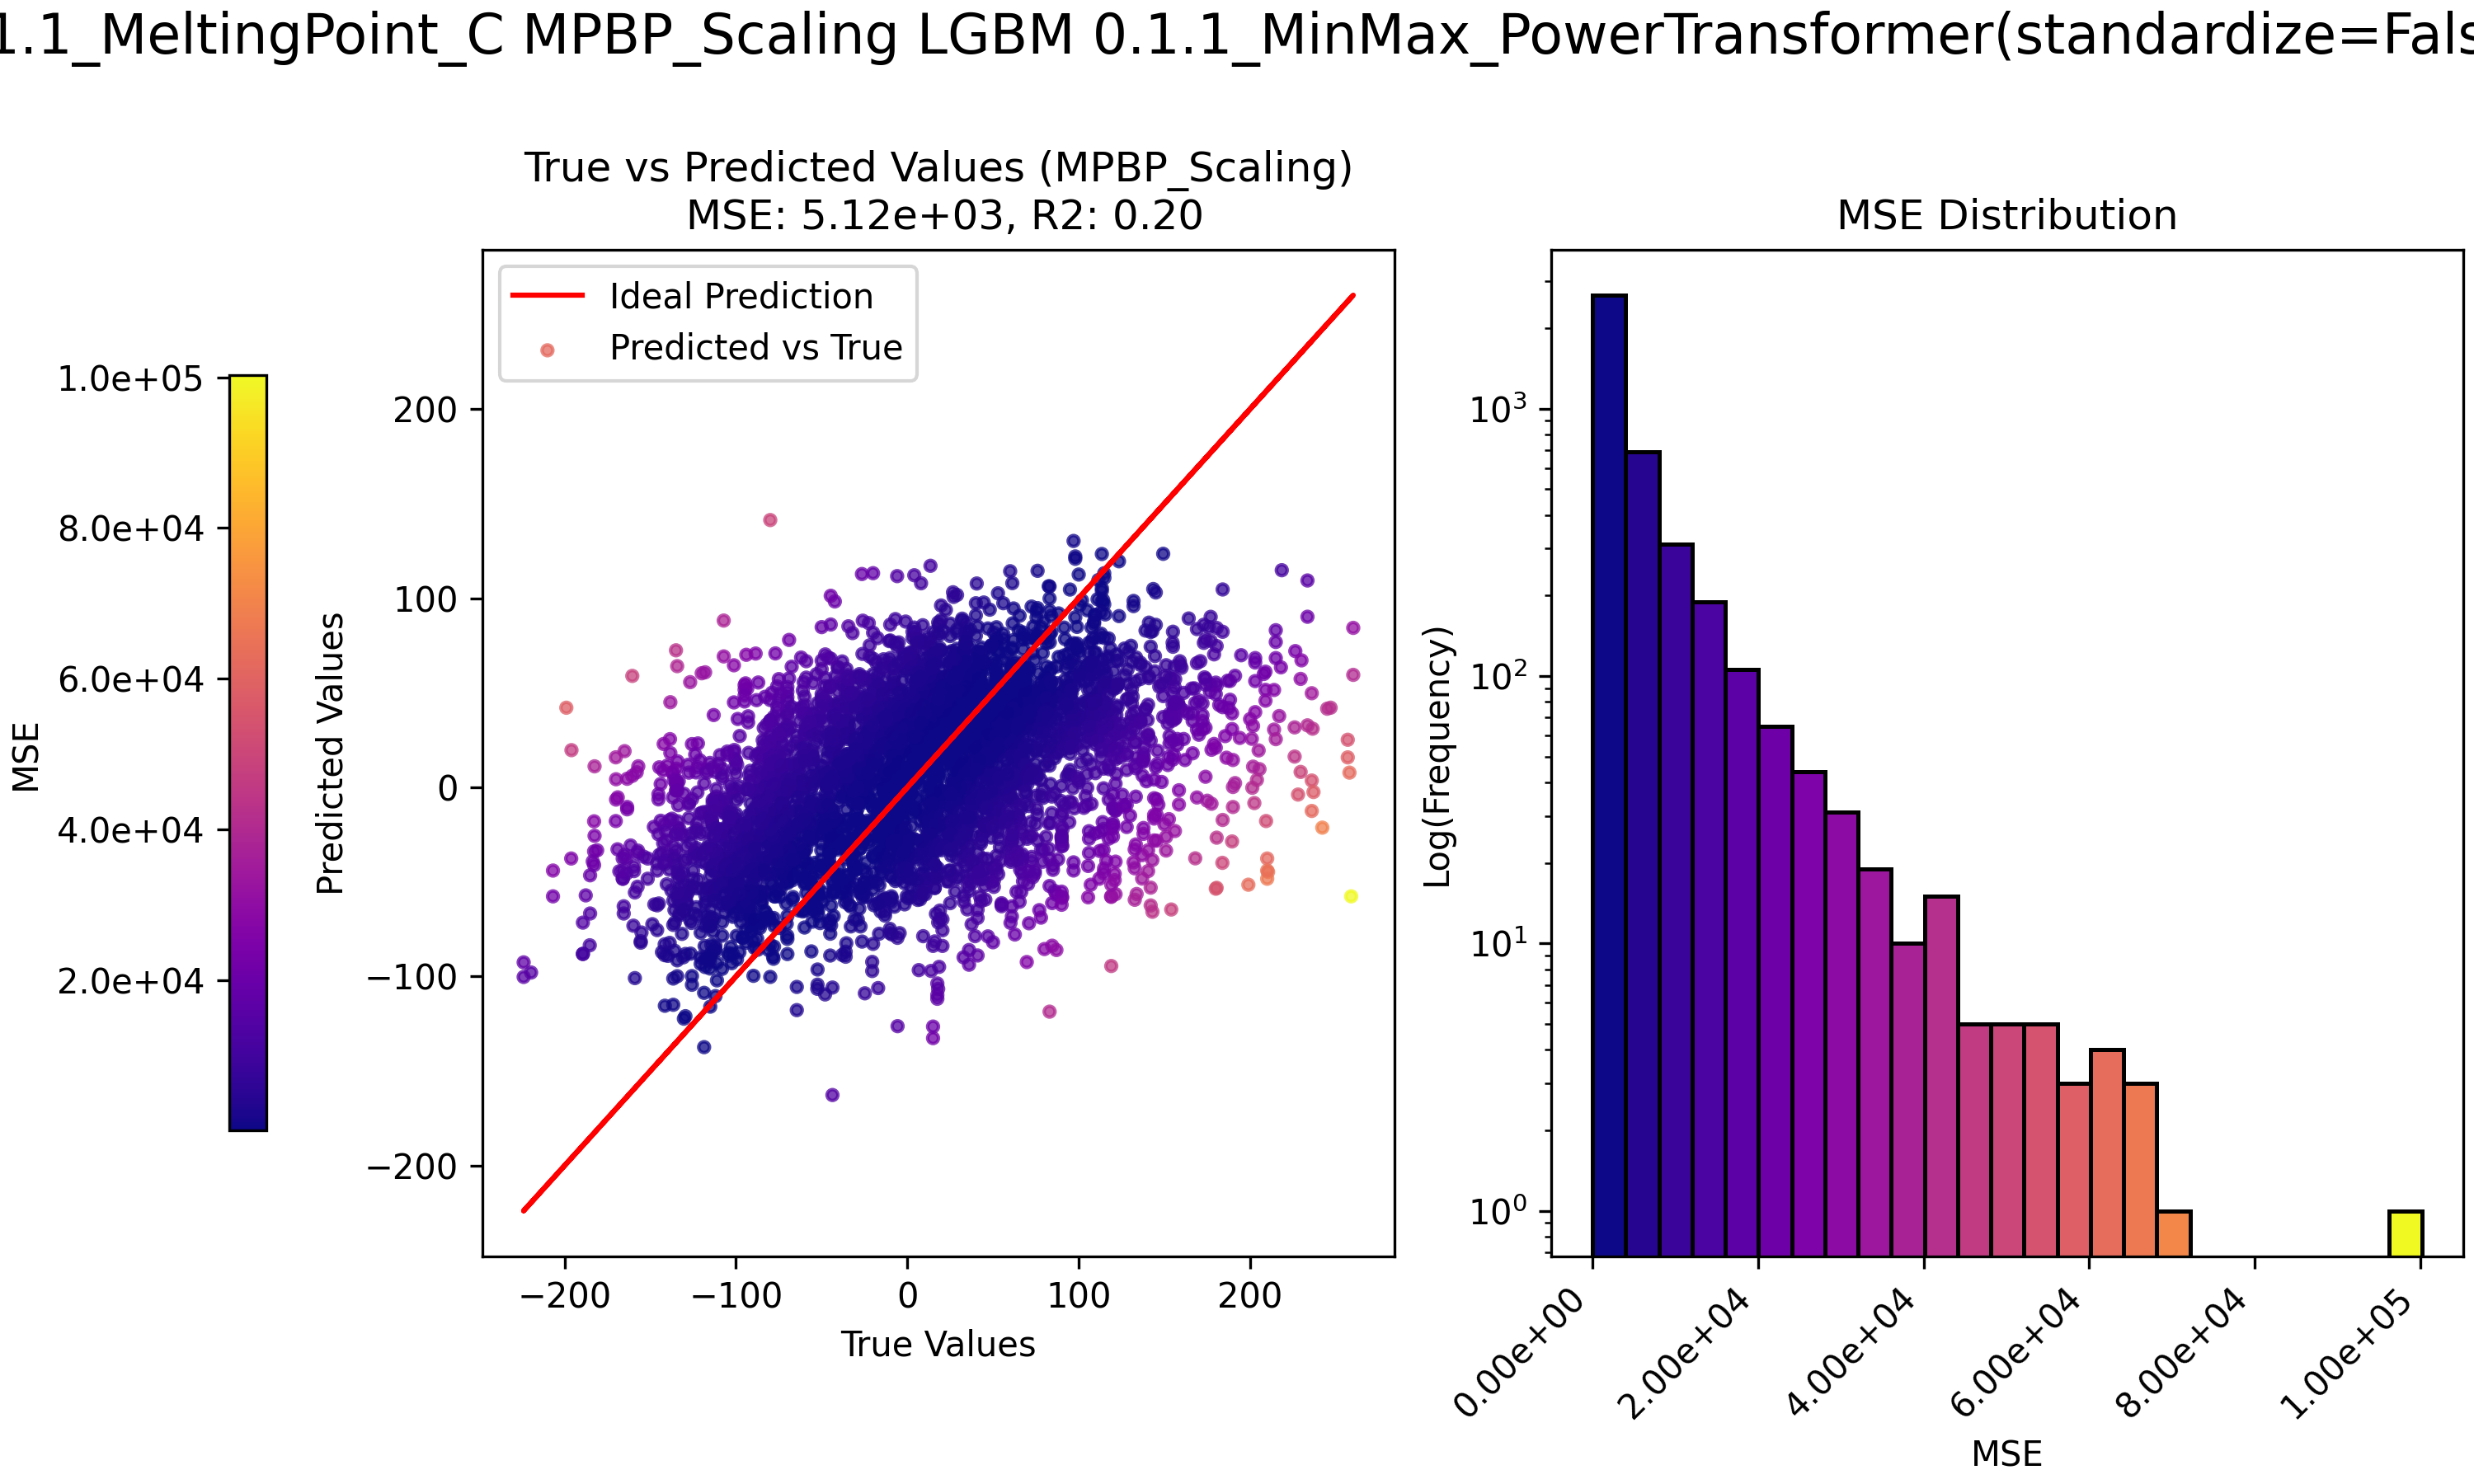 1.1_MeltingPoint_C MPBP_Scaling LGBM 0.1.1_MinMax_PowerTransformer(standardize=Fals
True vs Predicted Values (MPBP_Scaling)
MSE: 5.12e+03, R2: 0.20
Ideal Prediction
Predicted vs True
MSE
1.0e+05
8.0e+04
6.0e+04
4.0e+04
2.0e+04
Predicted Values
200
100
0
−100
−200
−200
−100
0
100
200
True Values
MSE Distribution
Log(Frequency)
10³
10²
10¹
10⁰
0.00e+00
2.00e+04
4.00e+04
6.00e+04
8.00e+04
1.00e+05
MSE